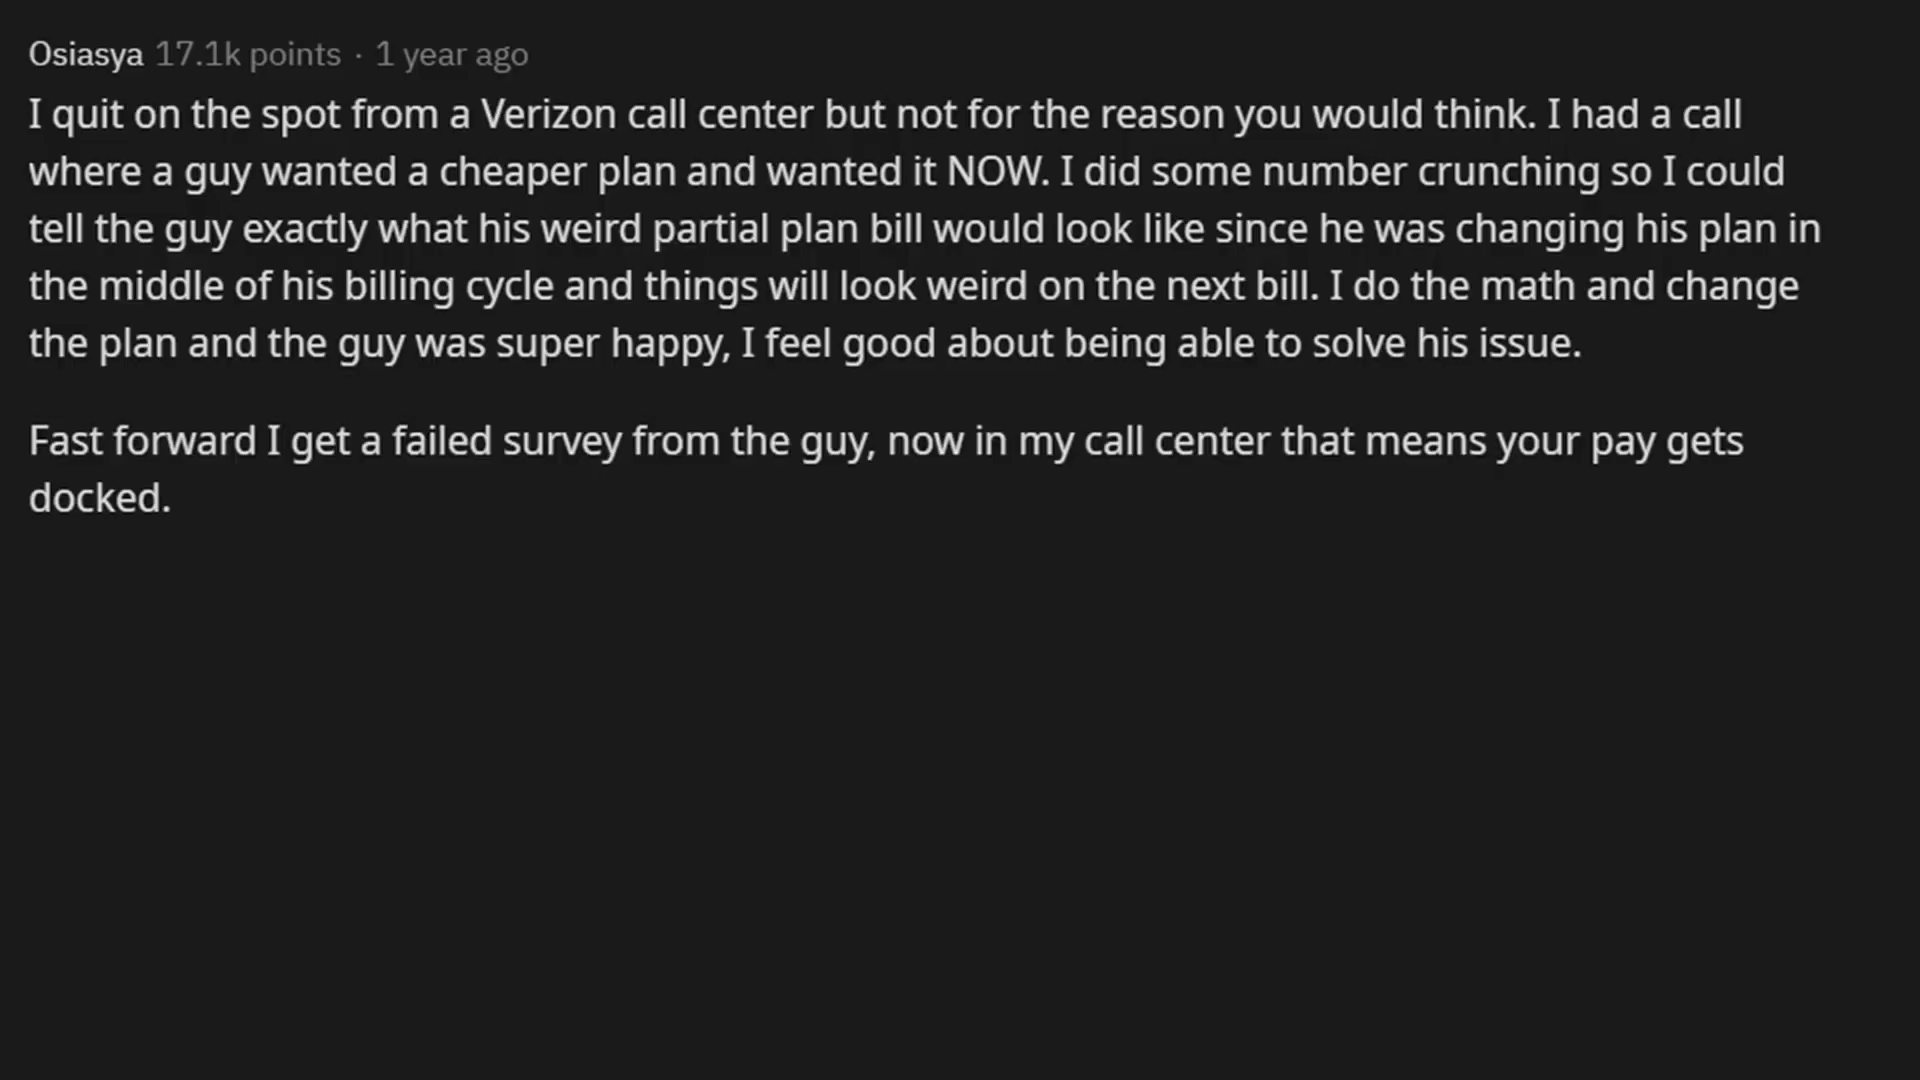 Osiasya 17.1k points · 1 year ago
I quit on the spot from a Verizon call center but not for the reason you would think. I had a call
where a guy wanted a cheaper plan and wanted it NOW. I did some number crunching so I could
tell the guy exactly what his weird partial plan bill would look like since he was changing his plan in
the middle of his billing cycle and things will look weird on the next bill. I do the math and change
the plan and the guy was super happy, I feel good about being able to solve his issue.
Fast forward I get a failed survey from the guy, now in my call center that means your pay gets
docked.